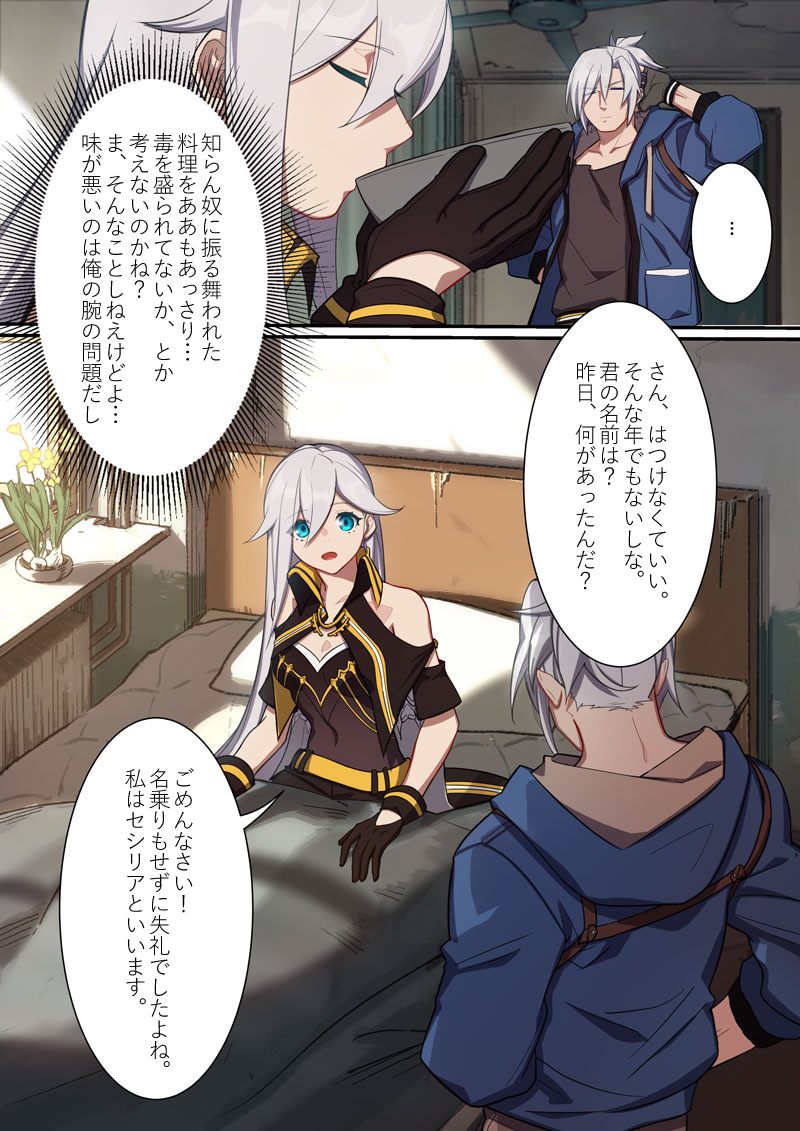 …
知らん奴に振る舞われた
料理をああもあっさり…
毒を盛られてないか、とか
考えないのかね？
ま、そんなことしねえけどよ…
味が悪いのは俺の腕の問題だし
さん、はつけなくていい。
そんな年でもないしな。
君の名前は？
昨日、何があったんだ？
ごめんなさい！
名乗りもせずに失礼でしたよね。
私はセシリアといいます。